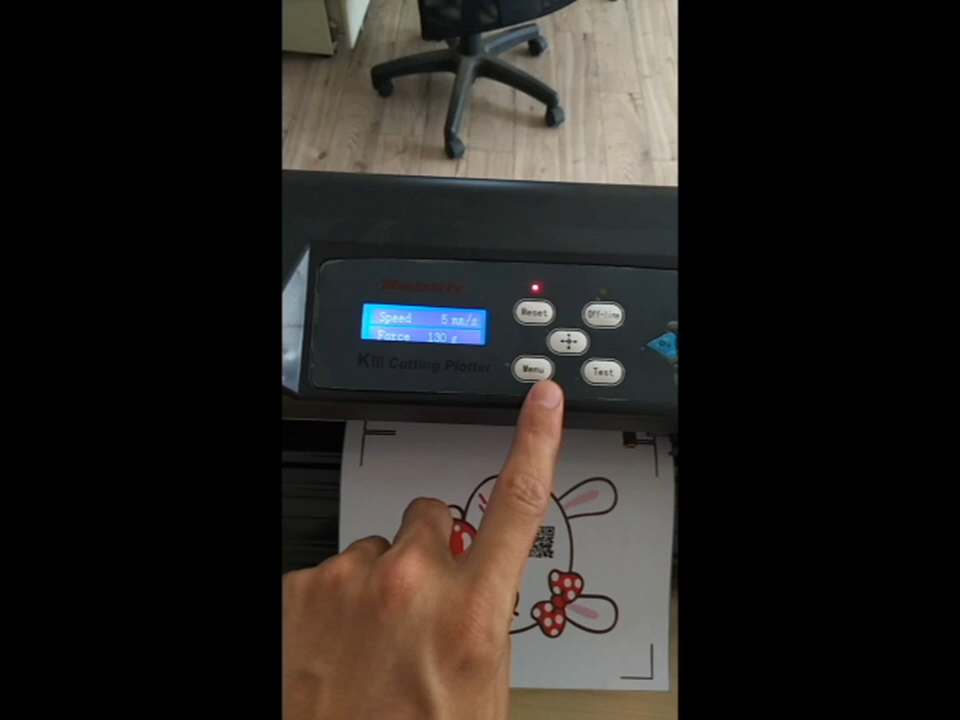 Speed 5 mm/s
Force 130 g
Reset
Off-line
Menu
Test
KIII Cutting Plotter